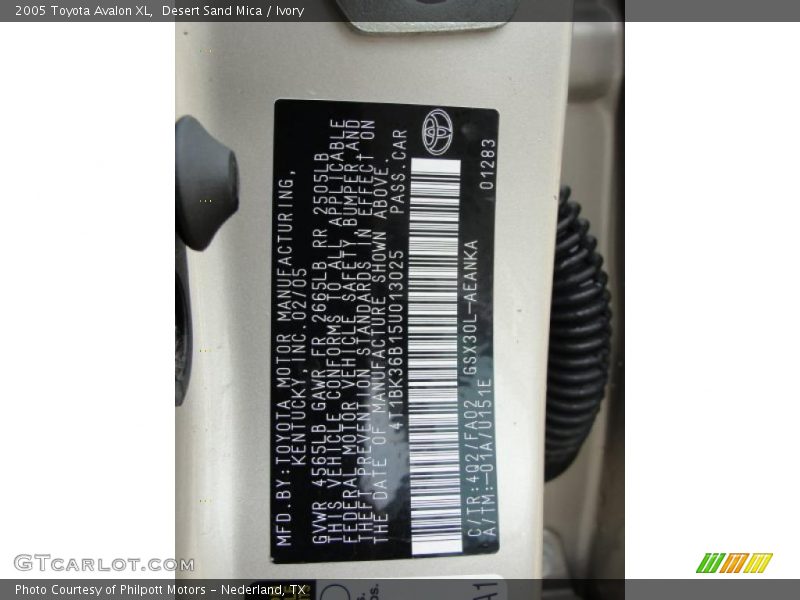 2005 Toyota Avalon XL,  Desert Sand Mica / Ivory
MFD.BY:TOYOTA MOTOR MANUFACTURING,
KENTUCKY,INC.02/05
GVWR 4565LB GAWR FR 2665LB RR 2505LB
THIS VEHICLE CONFORMS TO ALL APPLICABLE
FEDERAL MOTOR VEHICLE SAFETY,BUMPER,AND
THEFT PREVENTION STANDARDS IN EFFECT ON
THE DATE OF MANUFACTURE SHOWN ABOVE.
4T1BK36B15U013025 PASS.CAR
C/TR:4Q2/FA02 GSX30L-AEANKA
A/TM:-01A/U151E 01283
A1
GTCARLOT.COM
Photo Courtesy of Philpott Motors - Nederland, TX